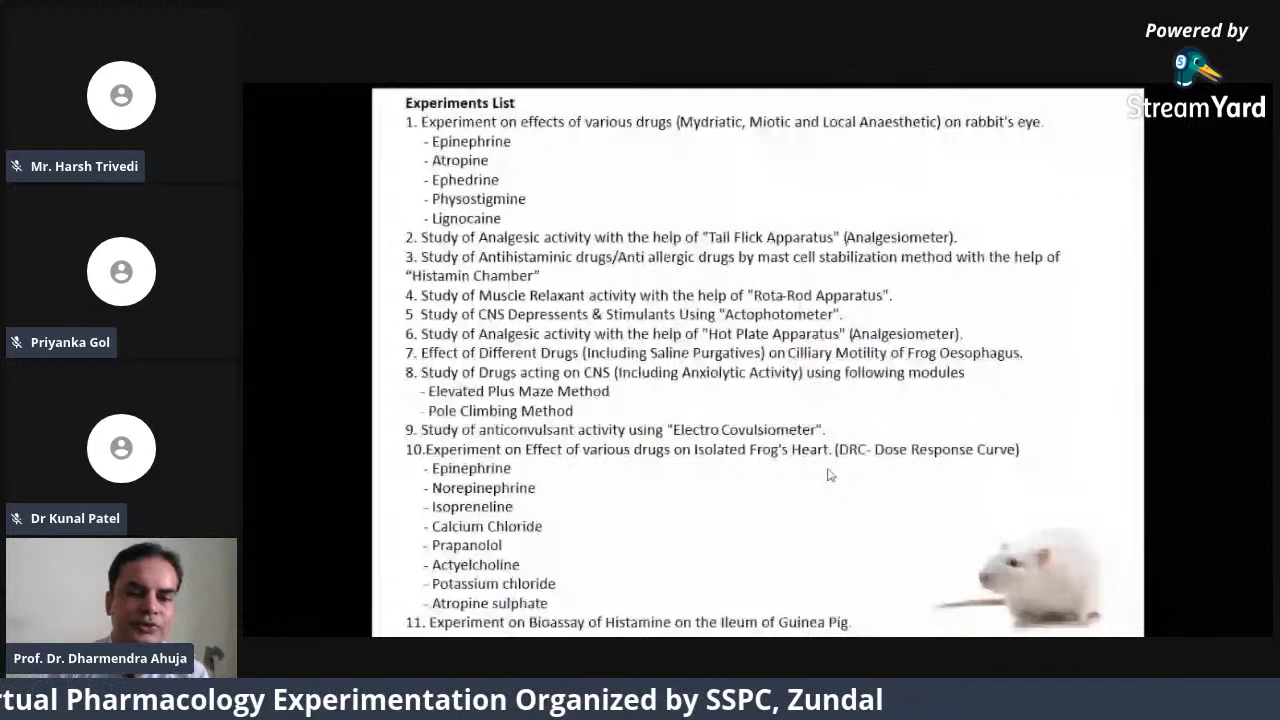 Powered by
StreamYard
Mr. Harsh Trivedi
Priyanka Gol
Dr Kunal Patel
Prof. Dr. Dharmendra Ahuja
Experiments List
1. Experiment on effects of various drugs (Mydriatic, Miotic and Local Anaesthetic) on rabbit's eye.
- Epinephrine
- Atropine
- Ephedrine
- Physostigmine
- Lignocaine
2. Study of Analgesic activity with the help of "Tail Flick Apparatus" (Analgesiometer).
3. Study of Antihistaminic drugs/Anti allergic drugs by mast cell stabilization method with the help of
“Histamin Chamber”
4. Study of Muscle Relaxant activity with the help of "Rota-Rod Apparatus".
5 Study of CNS Depressents & Stimulants Using "Actophotometer".
6. Study of Analgesic activity with the help of "Hot Plate Apparatus" (Analgesiometer).
7. Effect of Different Drugs (Including Saline Purgatives) on Cilliary Motility of Frog Oesophagus.
8. Study of Drugs acting on CNS (Including Anxiolytic Activity) using following modules
- Elevated Plus Maze Method
- Pole Climbing Method
9. Study of anticonvulsant activity using "Electro Covulsiometer".
10.Experiment on Effect of various drugs on Isolated Frog's Heart. (DRC- Dose Response Curve)
- Epinephrine
- Norepinephrine
- Isopreneline
- Calcium Chloride
- Prapanolol
- Actyelcholine
- Potassium chloride
- Atropine sulphate
11. Experiment on Bioassay of Histamine on the Ileum of Guinea Pig.
rtual Pharmacology Experimentation Organized by SSPC, Zundal